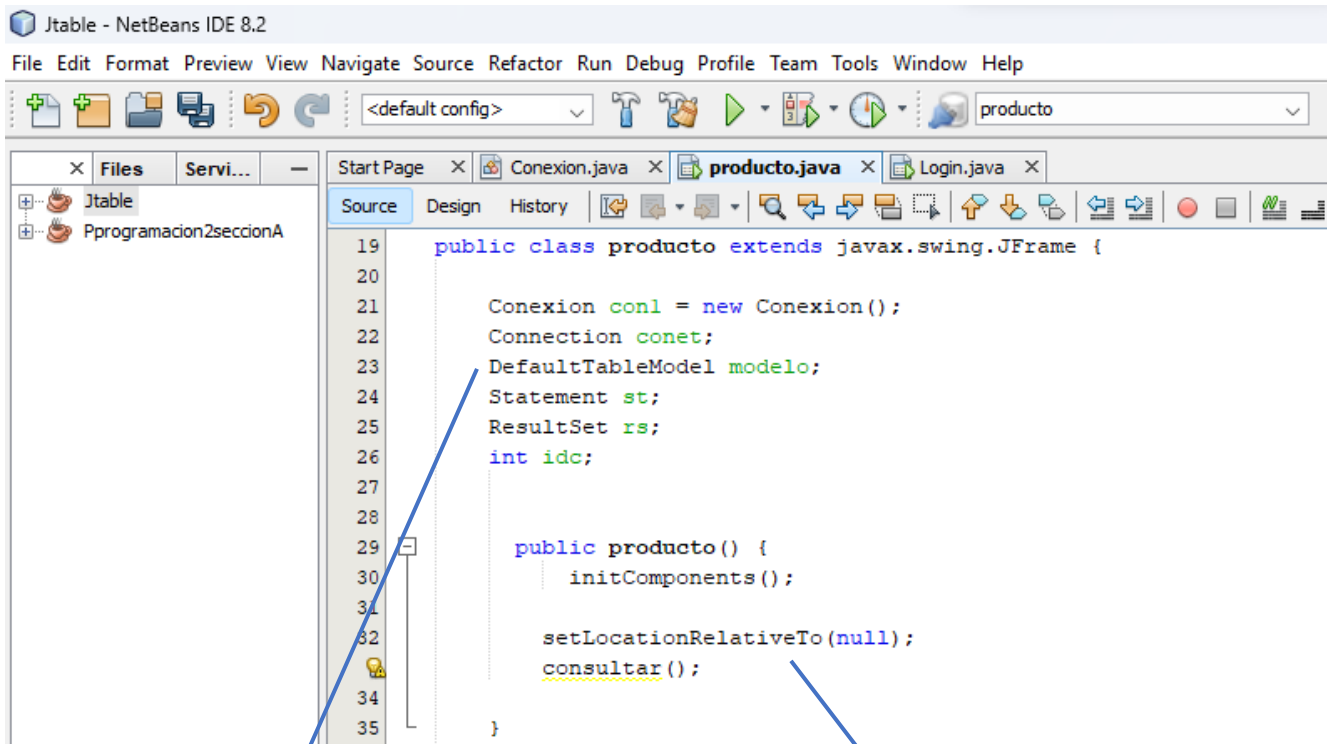 Jtable - NetBeans IDE 8.2
File Edit Format Preview View Navigate Source Refactor Run Debug Profile Team Tools Window Help
<default config> producto
Files Servi... Start Page Conexion.java producto.java Login.java
Jtable
Pprogramacion2seccionA
Source Design History
19 public class producto extends javax.swing.JFrame {
20
21 Conexion con1 = new Conexion();
22 Connection conet;
23 DefaultTableModel modelo;
24 Statement st;
25 ResultSet rs;
26 int idc;
27
28
29 public producto() {
30 initComponents();
31
32 setLocationRelativeTo(null);
consultar();
34
35 }